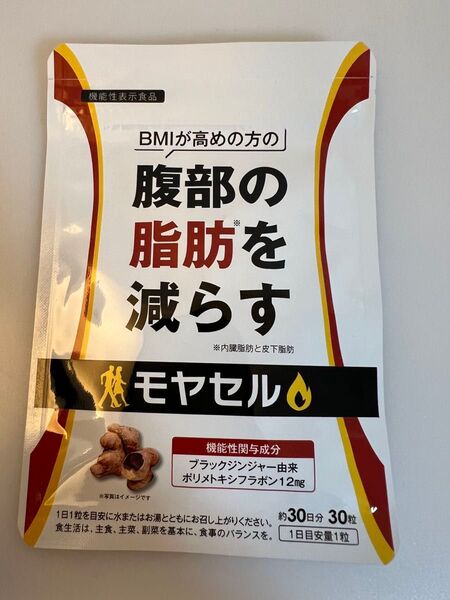 機能性表示食品
BMIが高めの方の
腹部の
脂肪※を
減らす
※内臓脂肪と皮下脂肪
モヤセル
機能性関与成分
ブラックジンジャー由来
ポリメトキシフラボン12mg
※写真はイメージです
1日1粒を目安に水またはお湯とともにお召し上がりください。
食生活は、主食、主菜、副菜を基本に、食事のバランスを。
約30日分 30粒
1日目安量1粒